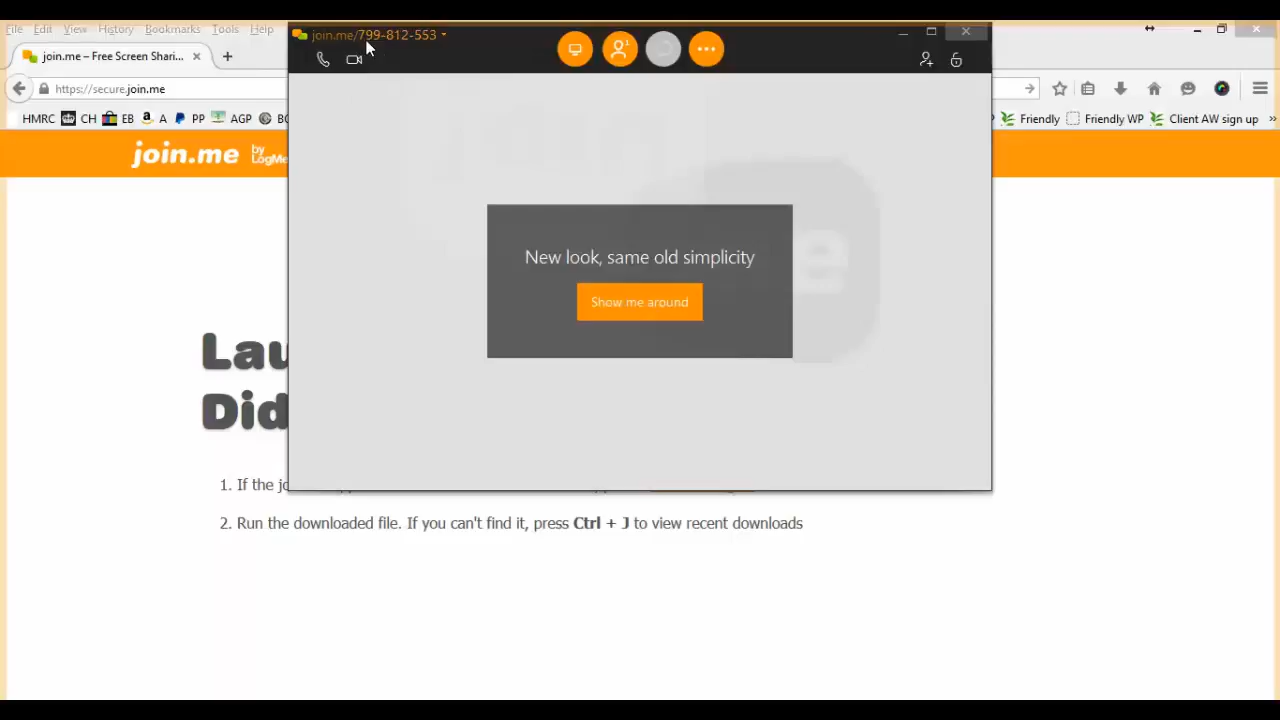 File Edit View History Bookmarks Tools Help
join.me/799-812-553
join.me – Free Screen Shari...
https://secure.join.me
HMRC CH EB A PP AGP
Friendly Friendly WP Client AW sign up »
join.me by
LogMe
New look, same old simplicity
Show me around
Lau
Did
1. If the jo
2. Run the downloaded file. If you can't find it, press Ctrl + J to view recent downloads